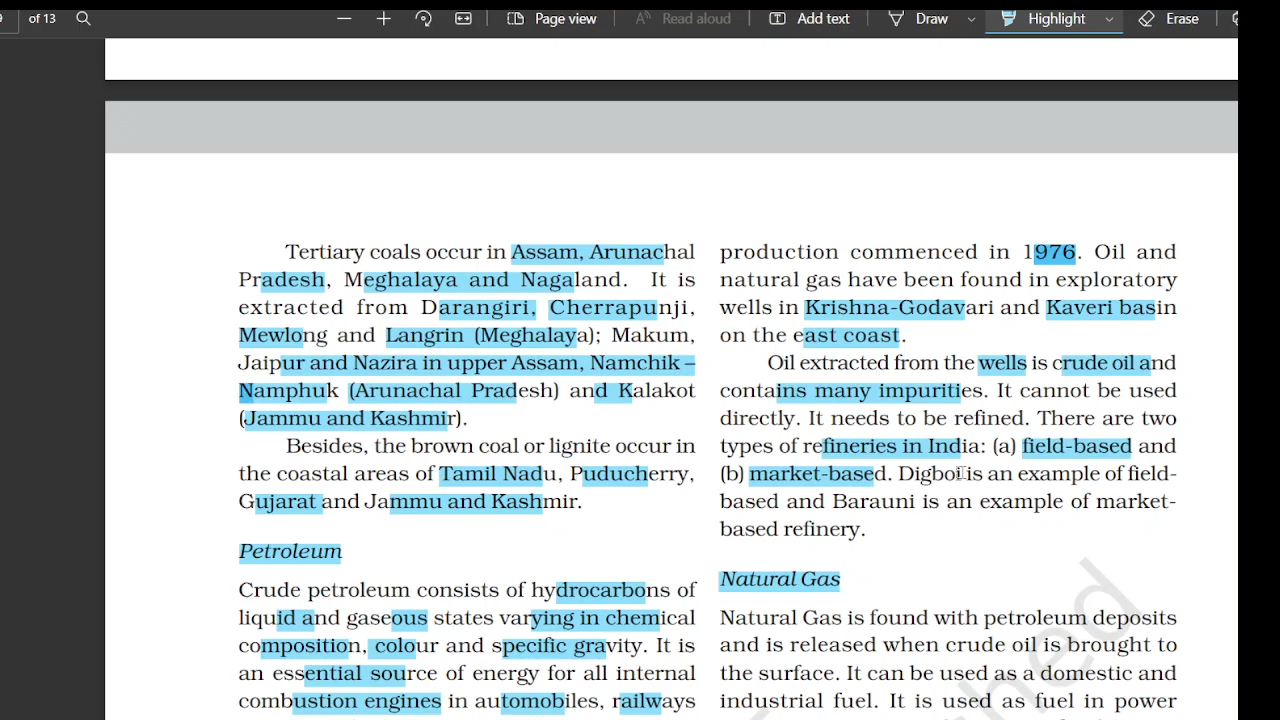 of 13
Page view
Read aloud
Add text
Draw
Highlight
Erase
Tertiary coals occur in Assam, Arunachal
Pradesh, Meghalaya and Nagaland. It is
extracted from Darangiri, Cherrapunji,
Mewlong and Langrin (Meghalaya); Makum,
Jaipur and Nazira in upper Assam, Namchik –
Namphuk (Arunachal Pradesh) and Kalakot
(Jammu and Kashmir).
Besides, the brown coal or lignite occur in
the coastal areas of Tamil Nadu, Puducherry,
Gujarat and Jammu and Kashmir.
Petroleum
Crude petroleum consists of hydrocarbons of
liquid and gaseous states varying in chemical
composition, colour and specific gravity. It is
an essential source of energy for all internal
combustion engines in automobiles, railways
production commenced in 1976. Oil and
natural gas have been found in exploratory
wells in Krishna-Godavari and Kaveri basin
on the east coast.
Oil extracted from the wells is crude oil and
contains many impurities. It cannot be used
directly. It needs to be refined. There are two
types of refineries in India: (a) field-based and
(b) market-based. Digboi is an example of field-
based and Barauni is an example of market-
based refinery.
Natural Gas
Natural Gas is found with petroleum deposits
and is released when crude oil is brought to
the surface. It can be used as a domestic and
industrial fuel. It is used as fuel in power